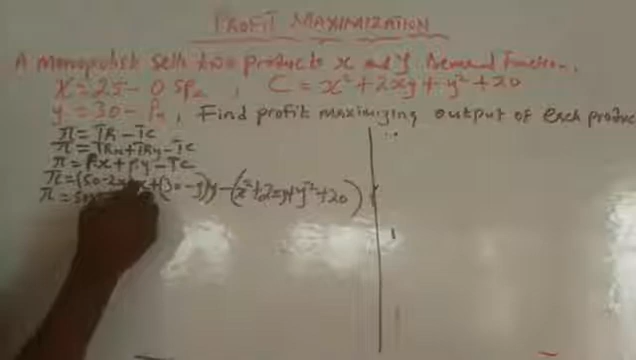 PROFIT MAXIMIZATION
A Monopolist sells two products x and y Demand Function,
x = 25 - 0.5Px, C = x² + 2xy + y² + 20
y = 30 - Py, Find profit maximizing output of each produc
π = TR - TC
π = TRx + TRy - TC
π = Px + Py - TC
π = (50 - 2x)x + (30 - y)y - (x² + 2xy + y² + 20)
π = 50